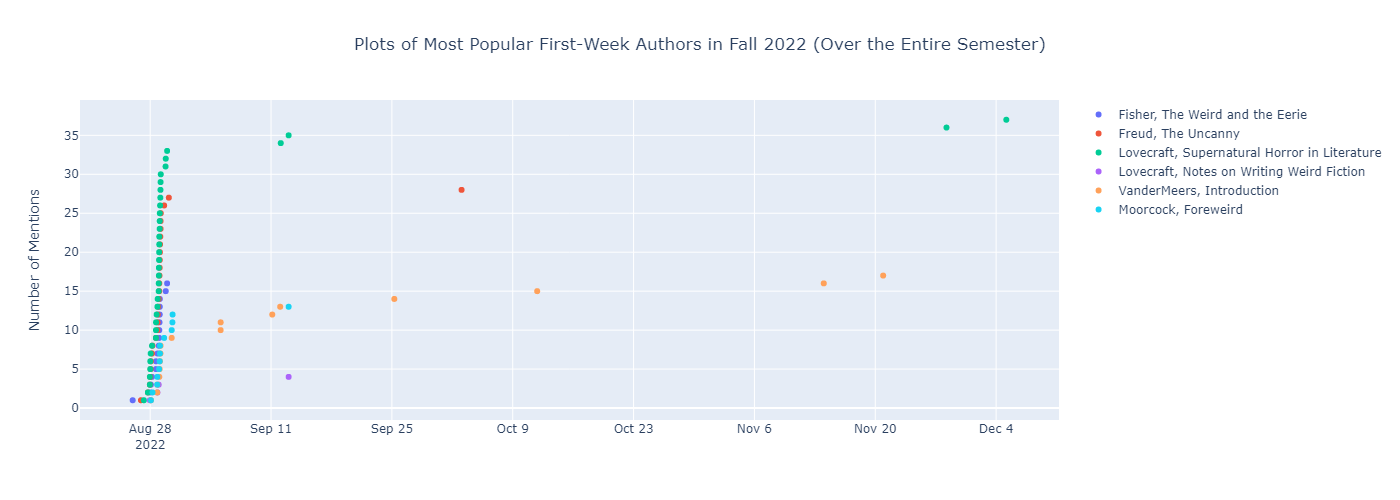 Plots of Most Popular First-Week Authors in Fall 2022 (Over the Entire Semester)
Number of Mentions
35
30
25
20
15
10
5
0
Aug 28
2022
Sep 11
Sep 25
Oct 9
Oct 23
Nov 6
Nov 20
Dec 4
Fisher, The Weird and the Eerie
Freud, The Uncanny
Lovecraft, Supernatural Horror in Literature
Lovecraft, Notes on Writing Weird Fiction
VanderMeers, Introduction
Moorcock, Foreweird